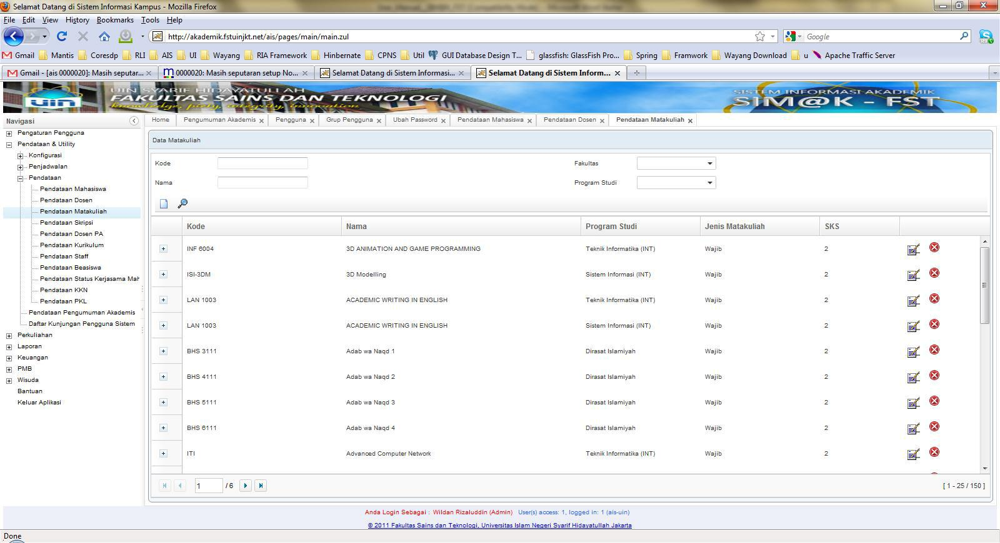 Selamat Datang di Sistem Informasi Kampus - Mozilla Firefox
File Edit View History Bookmarks Tools Help
http://akademik.fstuinjkt.net/ais/pages/main/main.zul
Google
Gmail Mantis Coresdp RLI AIS UI Wayang RIA Framework Hinbernate CPNS Util GUI Database Design T... glassfish: GlassFish Pro... Spring Framwork Wayang Download u Apache Traffic Server
Gmail - [ais 0000020]: Masih seputar... 0000020: Masih seputaran setup No... Selamat Datang di Sistem Informasi... Selamat Datang di Sistem Inform...
uin
UIN SYARIF HIDAYATULLAH
FAKULTAS SAINS DAN TEKNOLOGI
knowledge, piety, integrity, innovation
SISTEM INFORMASI AKADEMIK
SIM@K - FST
Navigasi
Pengaturan Pengguna
Pendataan & Utility
Konfigurasi
Penjadwalan
Pendataan
Pendataan Mahasiswa
Pendataan Dosen
Pendataan Matakuliah
Pendataan Skripsi
Pendataan Dosen PA
Pendataan Kurikulum
Pendataan Staff
Pendataan Beasiswa
Pendataan Status Kerjasama Mah
Pendataan KKN
Pendataan PKL
Pendataan Pengumuman Akademis
Daftar Kunjungan Pengguna Sistem
Perkuliahan
Laporan
Keuangan
PMB
Wisuda
Bantuan
Keluar Aplikasi
Home Pengumuman Akademis Pengguna Grup Pengguna Ubah Password Pendataan Mahasiswa Pendataan Dosen Pendataan Matakuliah
Data Matakuliah
Kode Fakultas
Nama Program Studi
Kode Nama Program Studi Jenis Matakuliah SKS
INF 6004 3D ANIMATION AND GAME PROGRAMMING Teknik Informatika (INT) Wajib 2
ISI-3DM 3D Modelling Sistem Informasi (INT) Wajib 2
LAN 1003 ACADEMIC WRITING IN ENGLISH Teknik Informatika (INT) Wajib 2
LAN 1003 ACADEMIC WRITING IN ENGLISH Sistem Informasi (INT) Wajib 2
BHS 3111 Adab wa Naqd 1 Dirasat Islamiyah Wajib 2
BHS 4111 Adab wa Naqd 2 Dirasat Islamiyah Wajib 2
BHS 5111 Adab wa Naqd 3 Dirasat Islamiyah Wajib 2
BHS 6111 Adab wa Naqd 4 Dirasat Islamiyah Wajib 2
ITI Advanced Computer Network Teknik Informatika (INT) Wajib 2
1 / 6 [ 1 - 25 / 150 ]
Anda Login Sebagai : Wildan Rizaluddin (Admin) User(s) access: 1, logged in: 1 (ais-uin)
© 2011 Fakultas Sains dan Teknologi, Universitas Islam Negeri Syarif Hidayatullah Jakarta
Done